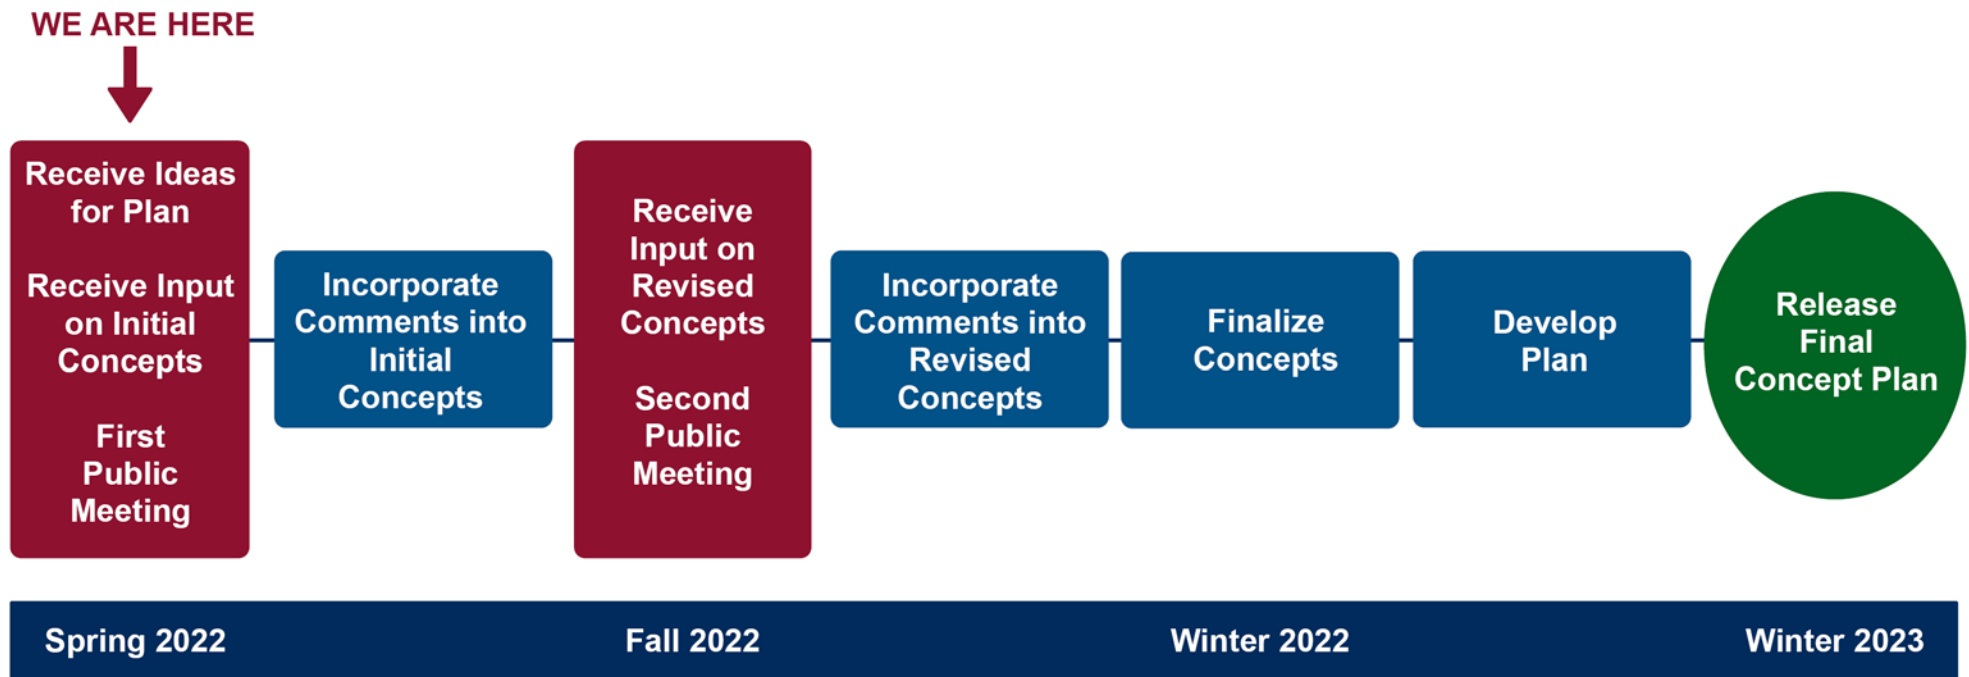 WE ARE HERE
Receive Ideas
for Plan
Receive Input
on Initial
Concepts
First
Public
Meeting
Incorporate
Comments into
Initial
Concepts
Receive
Input on
Revised
Concepts
Second
Public
Meeting
Incorporate
Comments into
Revised
Concepts
Finalize
Concepts
Develop
Plan
Release
Final
Concept Plan
Spring 2022
Fall 2022
Winter 2022
Winter 2023